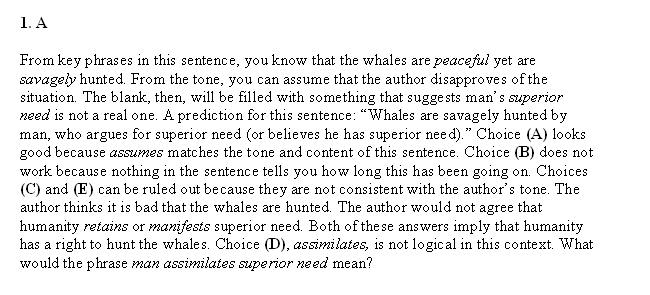 1. A
From key phrases in this sentence, you know that the whales are peaceful yet are
savagely hunted. From the tone, you can assume that the author disapproves of the
situation. The blank, then, will be filled with something that suggests man's superior
need is not a real one. A prediction for this sentence: "Whales are savagely hunted by
man, who argues for superior need (or believes he has superior need)." Choice (A) looks
good because assumes matches the tone and content of this sentence. Choice (B) does not
work because nothing in the sentence tells you how long this has been going on. Choices
(C) and (E) can be ruled out because they are not consistent with the author's tone. The
author thinks it is bad that the whales are hunted. The author would not agree that
humanity retains or manifests superior need. Both of these answers imply that humanity
has a right to hunt the whales. Choice (D), assimilates, is not logical in this context. What
would the phrase man assimilates superior need mean?